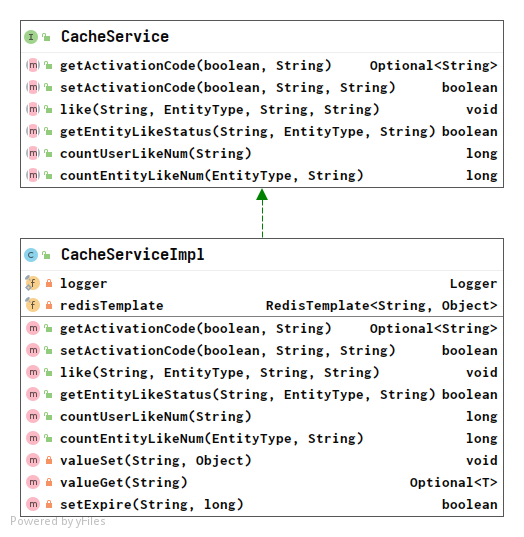 I CacheService
m getActivationCode(boolean, String) Optional<String>
m setActivationCode(boolean, String, String) boolean
m like(String, EntityType, String, String) void
m getEntityLikeStatus(String, EntityType, String) boolean
m countUserLikeNum(String) long
m countEntityLikeNum(EntityType, String) long
C CacheServiceImpl
f logger Logger
f redisTemplate RedisTemplate<String, Object>
m getActivationCode(boolean, String) Optional<String>
m setActivationCode(boolean, String, String) boolean
m like(String, EntityType, String, String) void
m getEntityLikeStatus(String, EntityType, String) boolean
m countUserLikeNum(String) long
m countEntityLikeNum(EntityType, String) long
m valueSet(String, Object) void
m valueGet(String) Optional<T>
m setExpire(String, long) boolean
Powered by yFiles